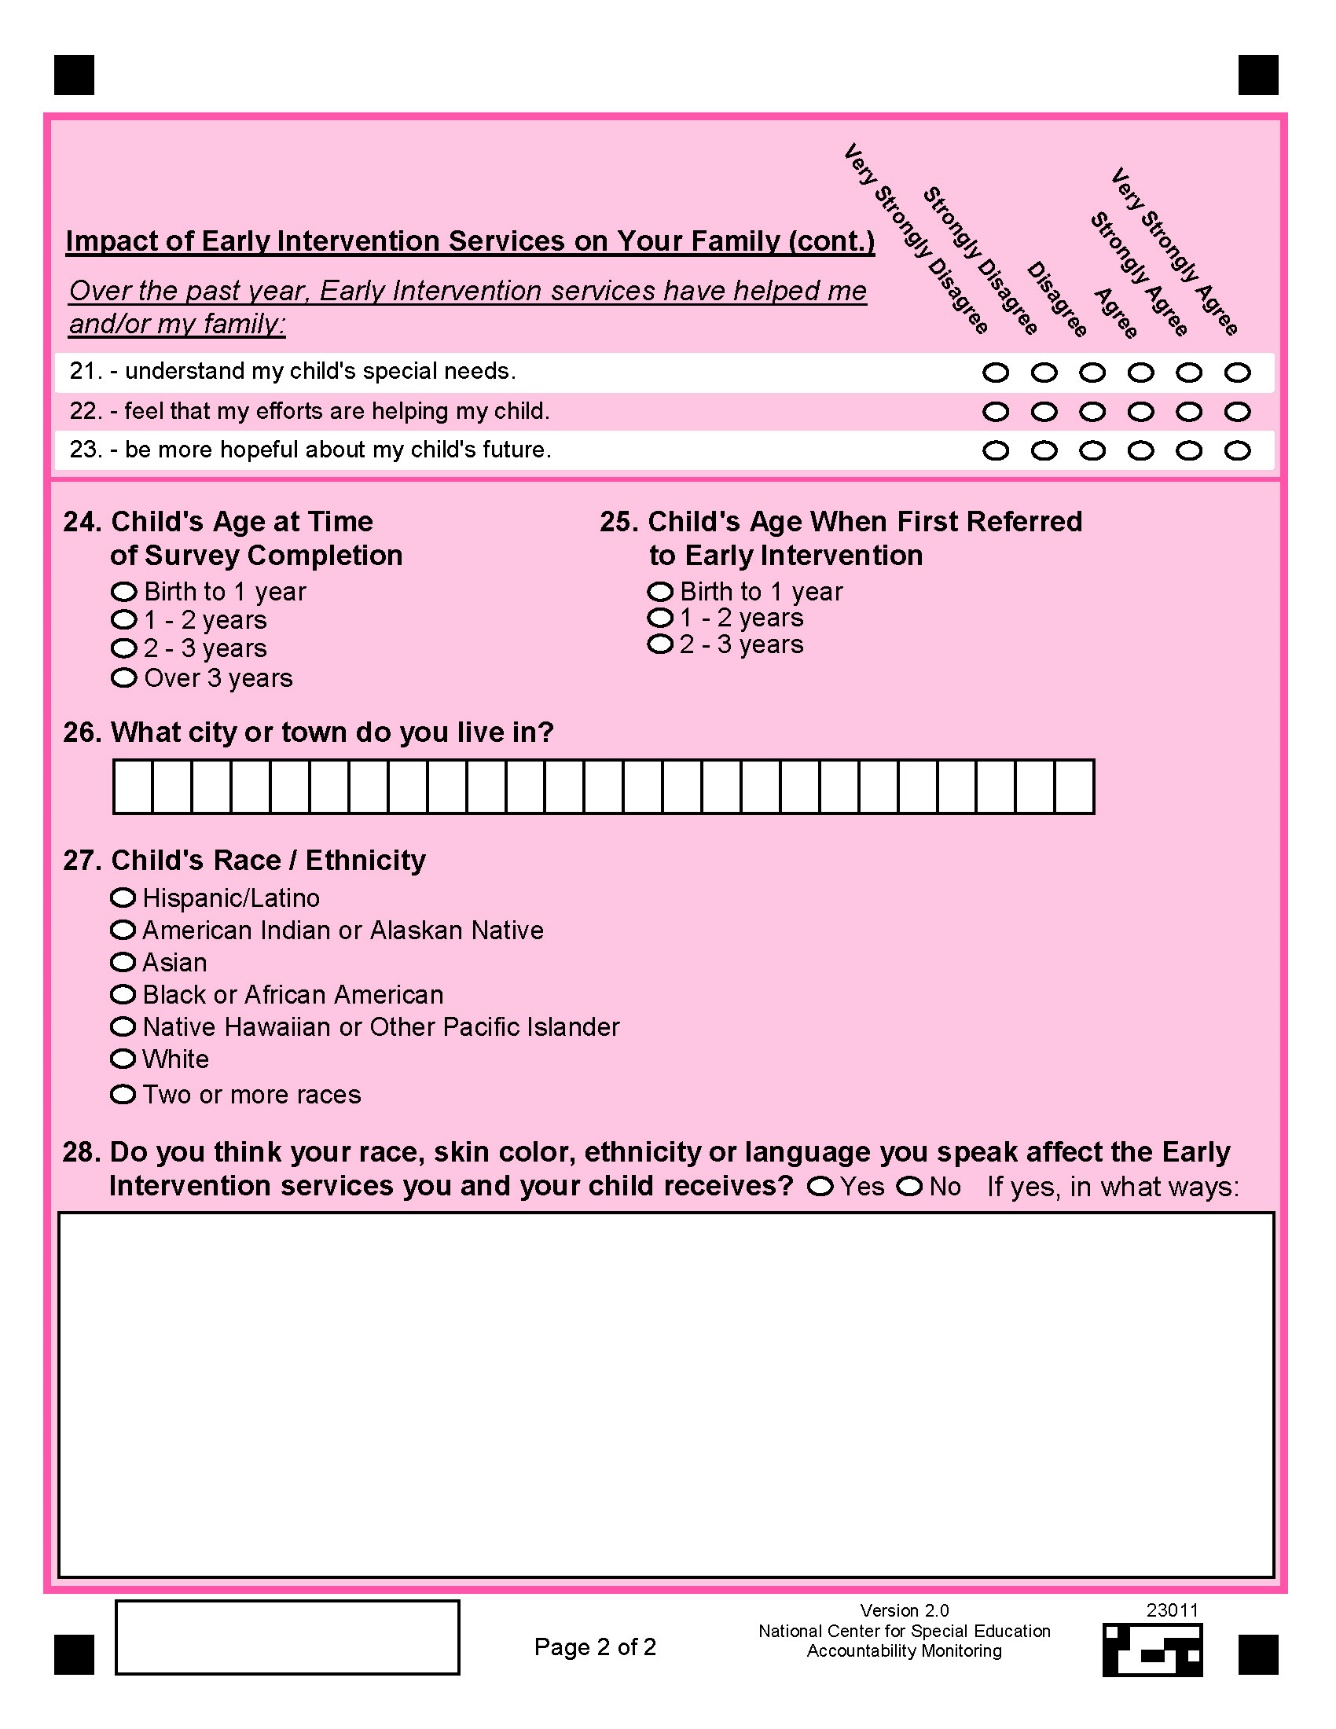 Very Strongly Disagree
Strongly Disagree
Disagree
Agree
Strongly Agree
Very Strongly Agree
Impact of Early Intervention Services on Your Family (cont.)
Over the past year, Early Intervention services have helped me
and/or my family:
21. - understand my child's special needs.
22. - feel that my efforts are helping my child.
23. - be more hopeful about my child's future.
24. Child's Age at Time
of Survey Completion
Birth to 1 year
1 - 2 years
2 - 3 years
Over 3 years
25. Child's Age When First Referred
to Early Intervention
Birth to 1 year
1 - 2 years
2 - 3 years
26. What city or town do you live in?
27. Child's Race / Ethnicity
Hispanic/Latino
American Indian or Alaskan Native
Asian
Black or African American
Native Hawaiian or Other Pacific Islander
White
Two or more races
28. Do you think your race, skin color, ethnicity or language you speak affect the Early
Intervention services you and your child receives? Yes No If yes, in what ways:
Page 2 of 2
Version 2.0
National Center for Special Education
Accountability Monitoring
23011